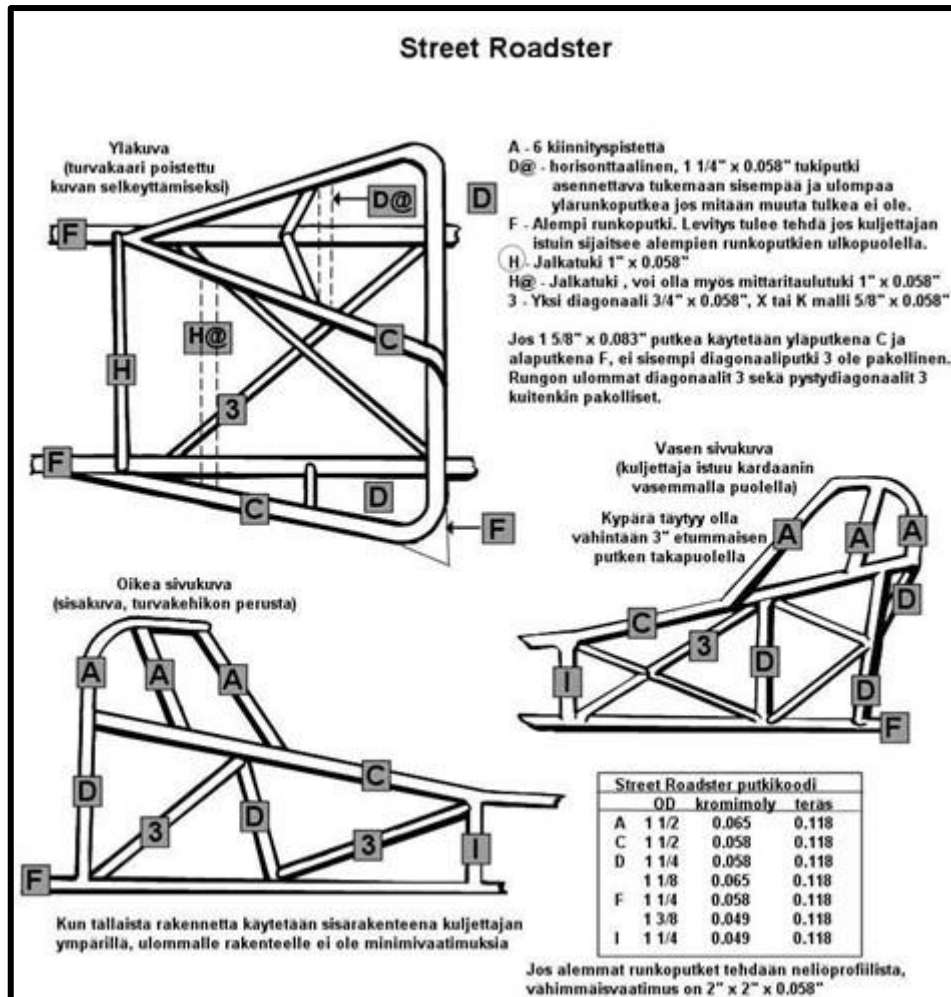 Street Roadster
Yläkuva
(turvakaari poistettu
kuvan selkeyttämiseksi)
A - 6 kiinnityspistettä
D@ - horisonttaalinen, 1 1/4" x 0.058" tukiputki
asennettava tukemaan sisempää ja ulompaa
ylärunkoputkea jos mitään muuta tulkea ei ole.
F - Alempi runkoputki. Levitys tulee tehdä jos kuljettajan
istuin sijaitsee alempien runkoputkien ulkopuolella.
H - Jalkatuki 1" x 0.058"
H@ - Jalkatuki , voi olla myös mittaritaulutuki 1" x 0.058"
3 - Yksi diagonaali 3/4" x 0.058", X tai K malli 5/8" x 0.058"
Jos 1 5/8" x 0.083" putkea käytetään yläputkena C ja
alaputkena F, ei sisempi diagonaaliputki 3 ole pakollinen.
Rungon ulommat diagonaalit 3 sekä pystydiagonaalit 3
kuitenkin pakolliset.
D@
D
F
H@
C
H
3
F
D
C
F
Vasen sivukuva
(kuljettaja istuu kardaanin
vasemmalla puolella)
Kypärä täytyy olla
vähintään 3" etummaisen
putken takapuolella
A
A
A
D
C
3
D
I
D
F
Oikea sivukuva
(sisäkuva, turvakehikon perusta)
A
A
A
C
D
D
3
3
I
F
Kun tällaista rakennetta käytetään sisärakenteena kuljettajan
ympärillä, ulommalle rakenteelle ei ole minimivaatimuksia
Street Roadster putkikoodi
OD kromimoly teräs
A 1 1/2 0.065 0.118
C 1 1/2 0.058 0.118
D 1 1/4 0.058 0.118
1 1/8 0.065 0.118
F 1 1/4 0.058 0.118
1 3/8 0.049 0.118
I 1 1/4 0.049 0.118
Jos alemmat runkoputket tehdään neliöprofiilista,
vähimmäisvaatimus on 2" x 2" x 0.058"